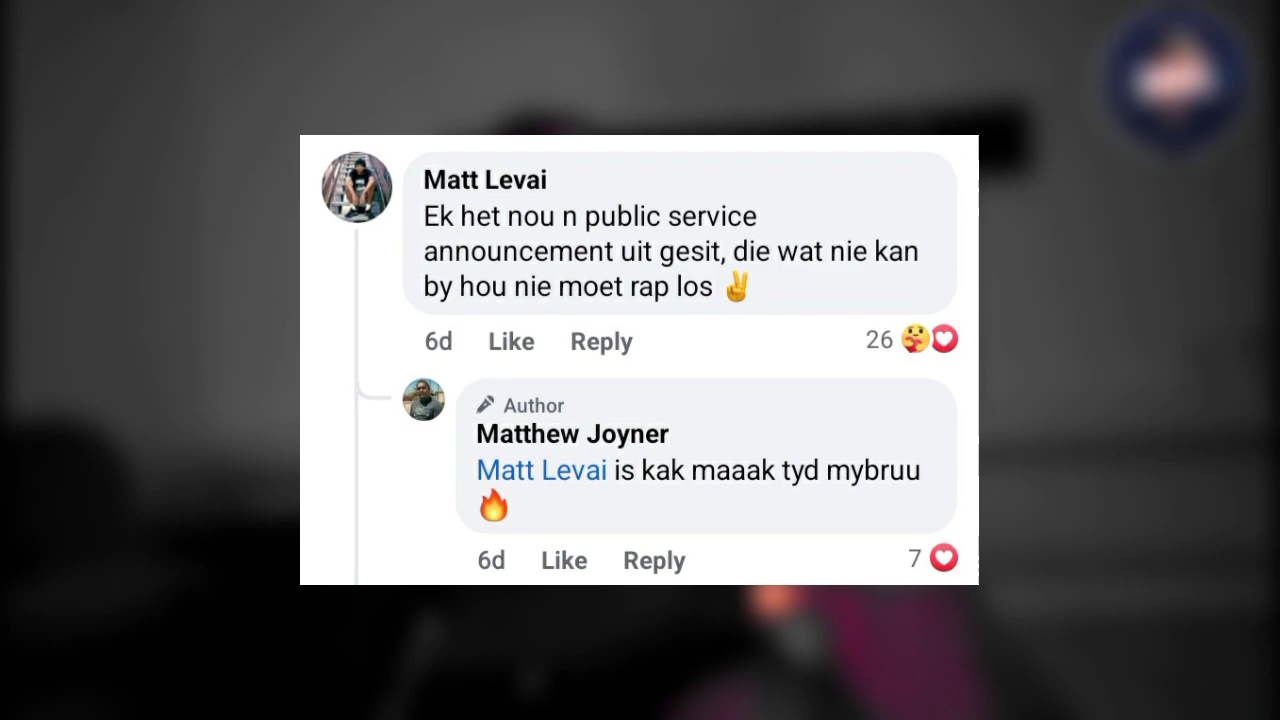 Matt Levai
Ek het nou n public service
announcement uit gesit, die wat nie kan
by hou nie moet rap los ✌️
6d Like Reply 26
Author
Matthew Joyner
Matt Levai is kak maaak tyd mybruu
🔥
6d Like Reply 7